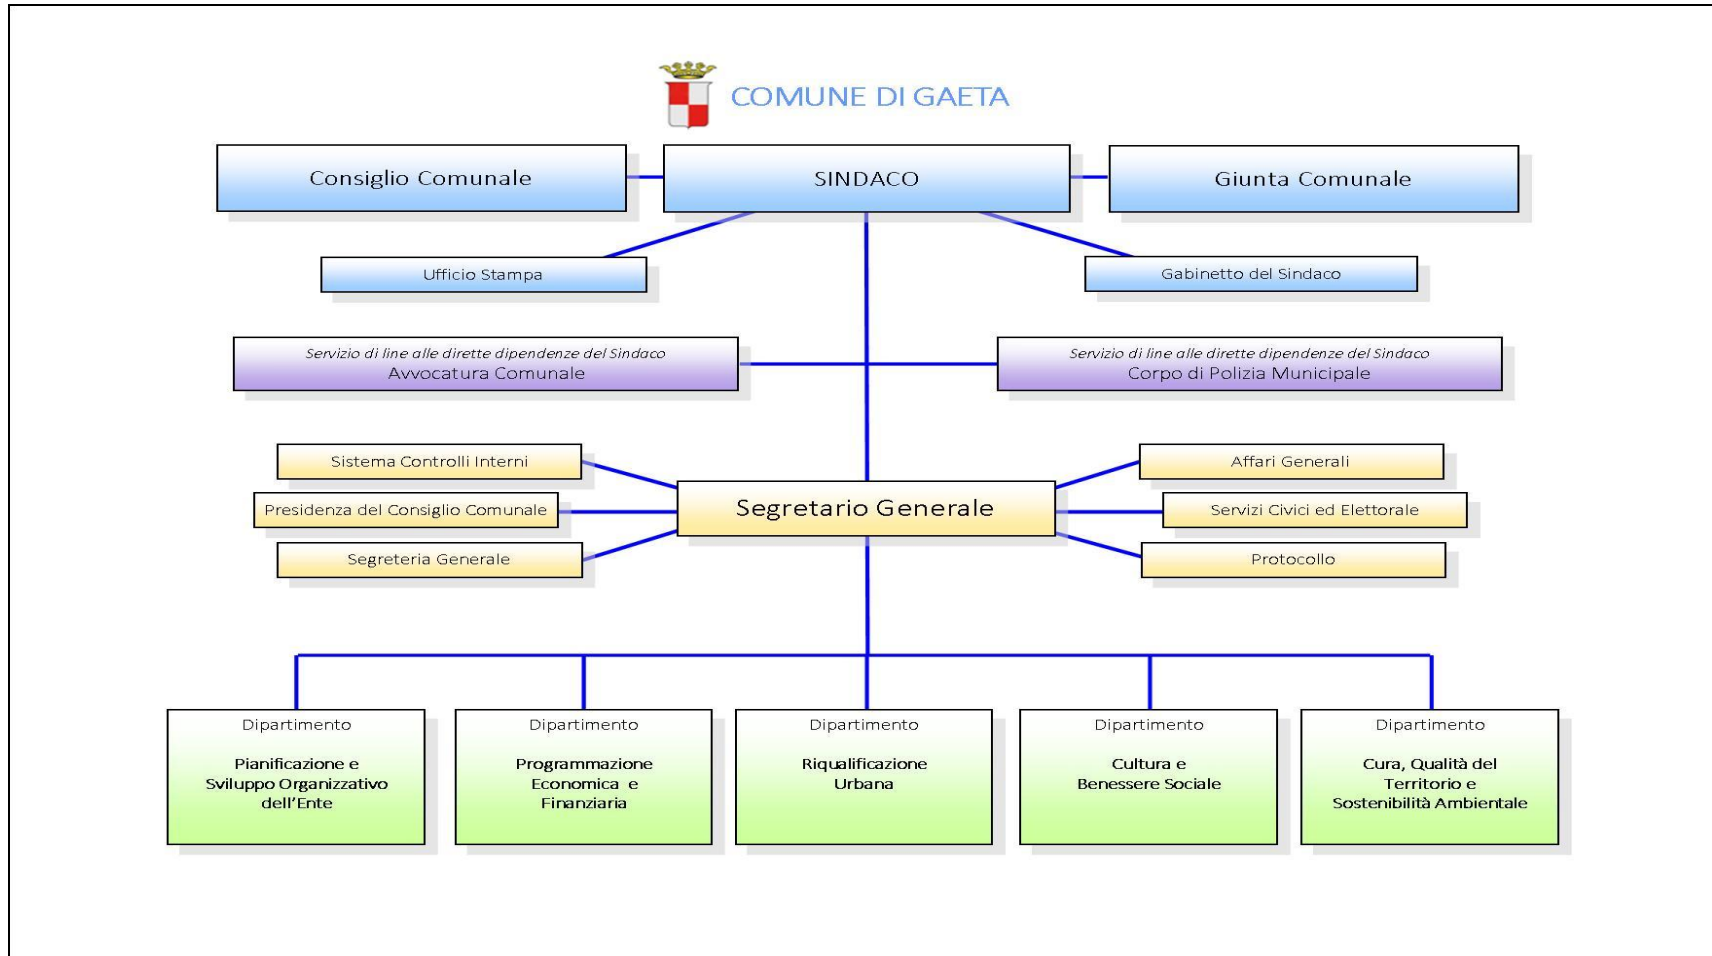 COMUNE DI GAETA
Consiglio Comunale
SINDACO
Giunta Comunale
Ufficio Stampa
Gabinetto del Sindaco
Servizio di line alle dirette dipendenze del Sindaco
Avvocatura Comunale
Servizio di line alle dirette dipendenze del Sindaco
Corpo di Polizia Municipale
Sistema Controlli Interni
Presidenza del Consiglio Comunale
Segreteria Generale
Segretario Generale
Affari Generali
Servizi Civici ed Elettorale
Protocollo
Dipartimento
Pianificazione e
Sviluppo Organizzativo
dell'Ente
Dipartimento
Programmazione
Economica e
Finanziaria
Dipartimento
Riqualificazione
Urbana
Dipartimento
Cultura e
Benessere Sociale
Dipartimento
Cura, Qualità del
Territorio e
Sostenibilità Ambientale